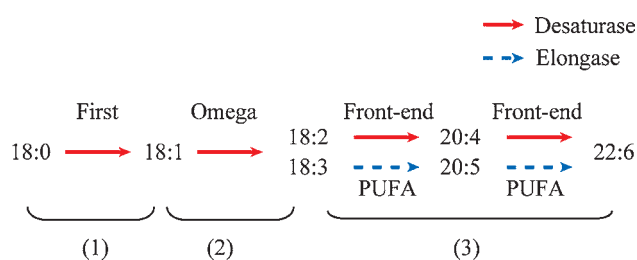 Desaturase
Elongase
First Omega Front-end Front-end
18:0 18:1 18:2 20:4 22:6
18:3 20:5
PUFA PUFA
(1) (2) (3)